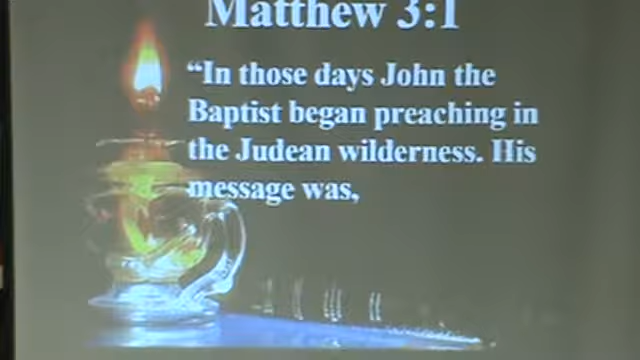 Matthew 3:1
“In those days John the
Baptist began preaching in
the Judean wilderness. His
message was,